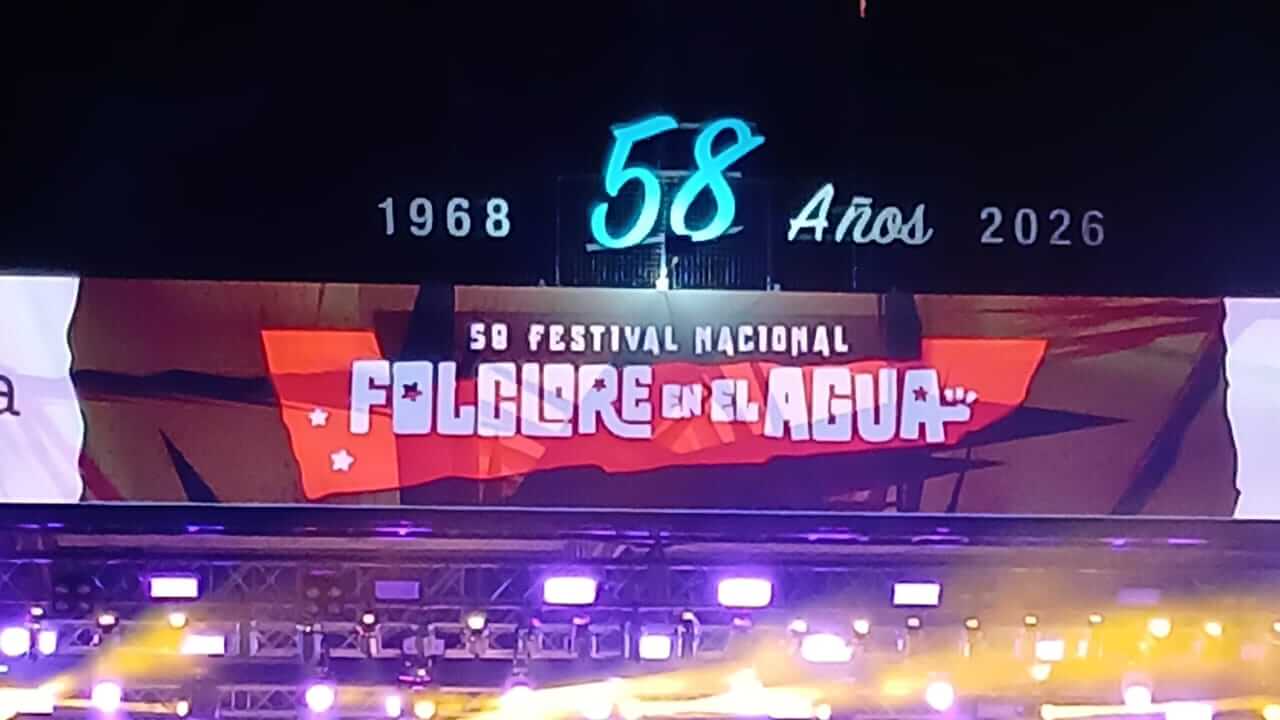 1968 58 Años 2026
58 FESTIVAL NACIONAL
FOLCLORE EN EL AGUA
a